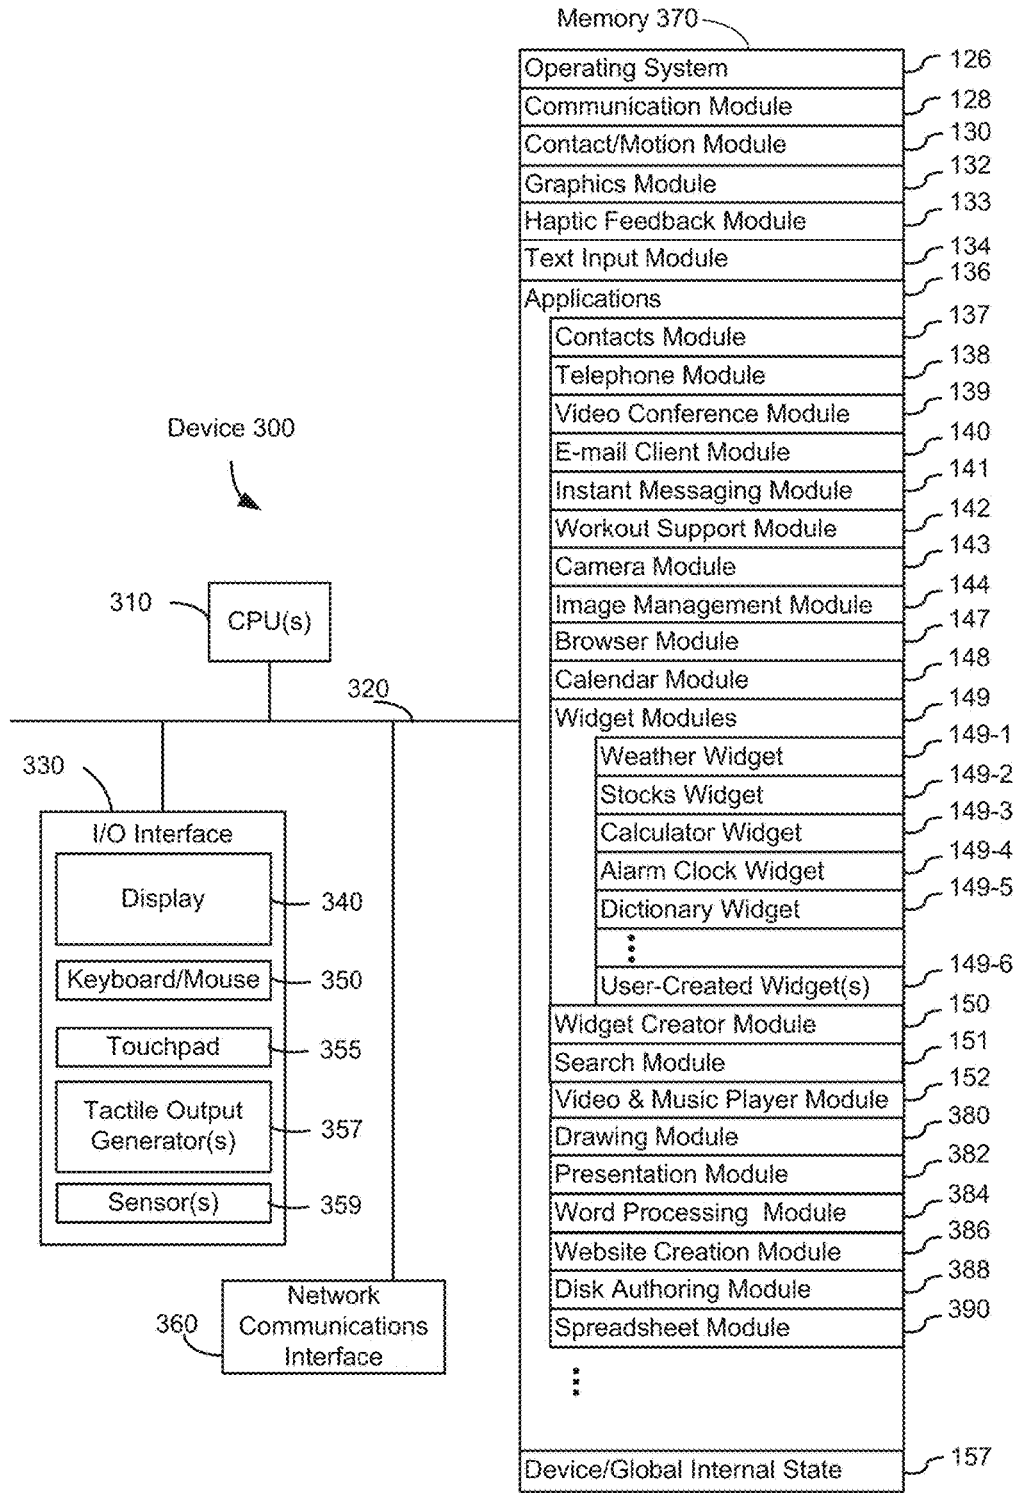 Memory 370
Operating System 126
Communication Module 128
Contact/Motion Module 130
Graphics Module 132
Haptic Feedback Module 133
Text Input Module 134
Applications 136
Contacts Module 137
Telephone Module 138
Video Conference Module 139
E-mail Client Module 140
Instant Messaging Module 141
Workout Support Module 142
Camera Module 143
Image Management Module 144
Browser Module 147
Calendar Module 148
Widget Modules 149
Weather Widget 149-1
Stocks Widget 149-2
Calculator Widget 149-3
Alarm Clock Widget 149-4
Dictionary Widget 149-5
User-Created Widget(s) 149-6
Widget Creator Module 150
Search Module 151
Video & Music Player Module 152
Drawing Module 380
Presentation Module 382
Word Processing Module 384
Website Creation Module 386
Disk Authoring Module 388
Spreadsheet Module 390
Device/Global Internal State 157
Device 300
310
CPU(s)
320
330
I/O Interface
Display 340
Keyboard/Mouse 350
Touchpad 355
Tactile Output
Generator(s) 357
Sensor(s) 359
360
Network
Communications
Interface